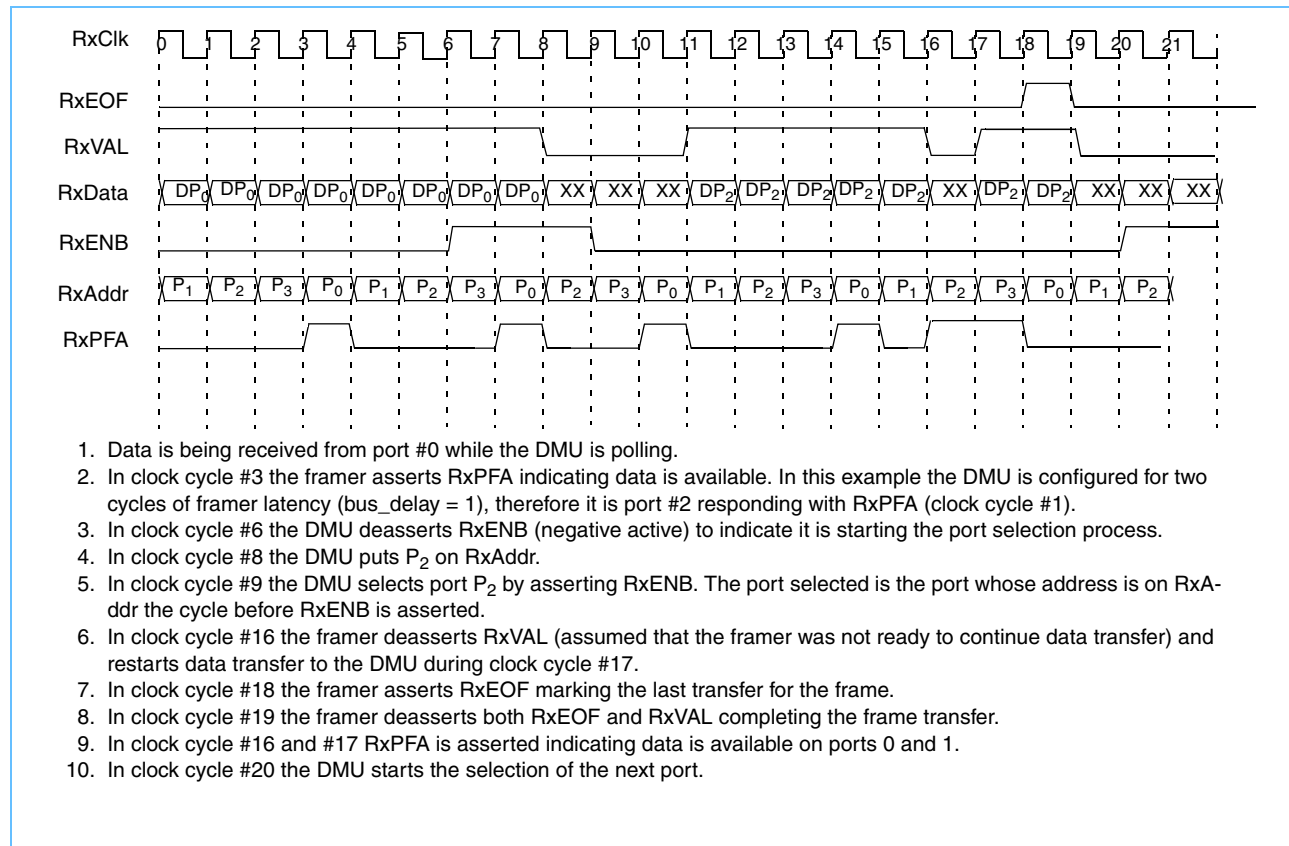 RxClk 0 1 2 3 4 5 6 7 8 9 10 11 12 13 14 15 16 17 18 19 20 21
RxEOF
RxVAL
RxData DP0 DP0 DP0 DP0 DP0 DP0 DP0 DP0 XX XX XX DP2 DP2 DP2 DP2 DP2 XX DP2 DP2 XX XX XX
RxENB
RxAddr P1 P2 P3 P0 P1 P2 P3 P0 P2 P3 P0 P1 P2 P3 P0 P1 P2 P3 P0 P1 P2
RxPFA
1. Data is being received from port #0 while the DMU is polling.
2. In clock cycle #3 the framer asserts RxPFA indicating data is available. In this example the DMU is configured for two
cycles of framer latency (bus_delay = 1), therefore it is port #2 responding with RxPFA (clock cycle #1).
3. In clock cycle #6 the DMU deasserts RxENB (negative active) to indicate it is starting the port selection process.
4. In clock cycle #8 the DMU puts P2 on RxAddr.
5. In clock cycle #9 the DMU selects port P2 by asserting RxENB. The port selected is the port whose address is on RxA-
ddr the cycle before RxENB is asserted.
6. In clock cycle #16 the framer deasserts RxVAL (assumed that the framer was not ready to continue data transfer) and
restarts data transfer to the DMU during clock cycle #17.
7. In clock cycle #18 the framer asserts RxEOF marking the last transfer for the frame.
8. In clock cycle #19 the framer deasserts both RxEOF and RxVAL completing the frame transfer.
9. In clock cycle #16 and #17 RxPFA is asserted indicating data is available on ports 0 and 1.
10. In clock cycle #20 the DMU starts the selection of the next port.